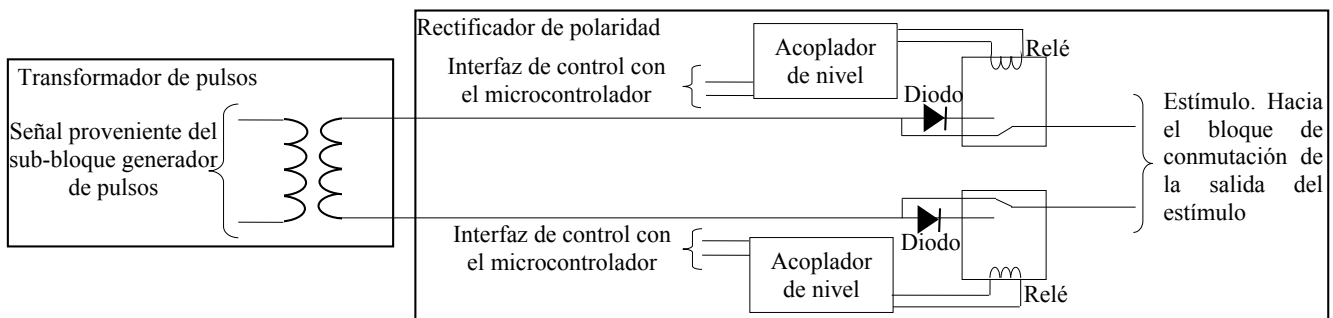 Rectificador de polaridad
Acoplador
de nivel
Relé
Interfaz de control con
el microcontrolador
Diodo
Transformador de pulsos
Señal proveniente del
sub-bloque generador
de pulsos
Estímulo. Hacia
el bloque de
conmutación de
la salida del
estímulo
Interfaz de control con
el microcontrolador
Diodo
Acoplador
de nivel
Relé